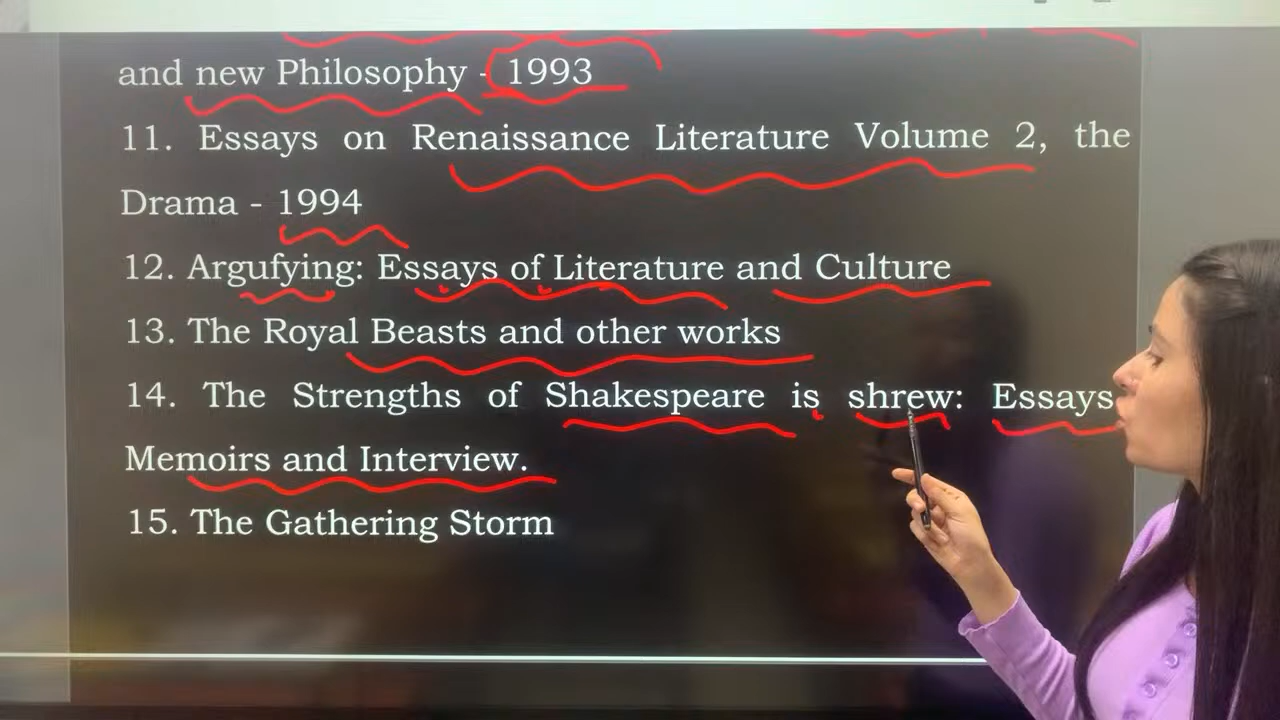 and new Philosophy - 1993
11. Essays on Renaissance Literature Volume 2, the
Drama - 1994
12. Argufying: Essays of Literature and Culture
13. The Royal Beasts and other works
14. The Strengths of Shakespeare is shrew: Essays
Memoirs and Interview.
15. The Gathering Storm